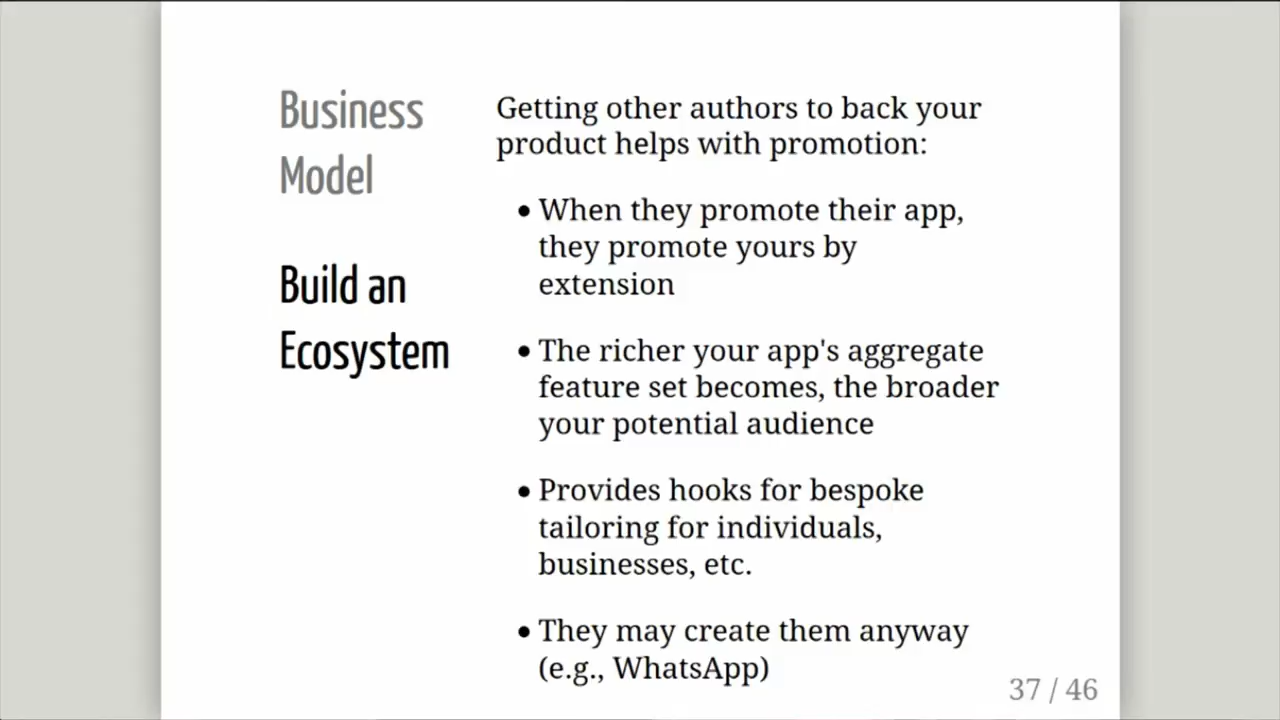 Business
Model
Build an
Ecosystem
Getting other authors to back your
product helps with promotion:
• When they promote their app,
they promote yours by
extension
• The richer your app's aggregate
feature set becomes, the broader
your potential audience
• Provides hooks for bespoke
tailoring for individuals,
businesses, etc.
• They may create them anyway
(e.g., WhatsApp)
37 / 46